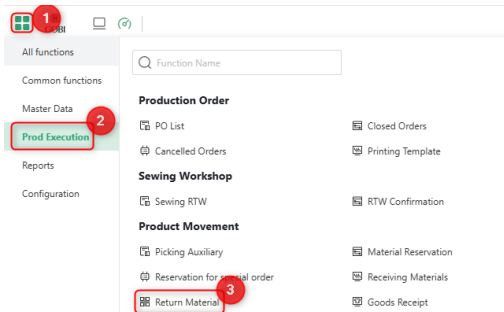 1
GOBI
All functions
Function Name
Common functions
Production Order
Master Data
PO List
Closed Orders
2
Prod Execution
Cancelled Orders
Printing Template
Reports
Sewing Workshop
Configuration
Sewing RTW
RTW Confirmation
Product Movement
Picking Auxiliary
Material Reservation
Reservation for special order
Receiving Materials
3
Return Material
Goods Receipt